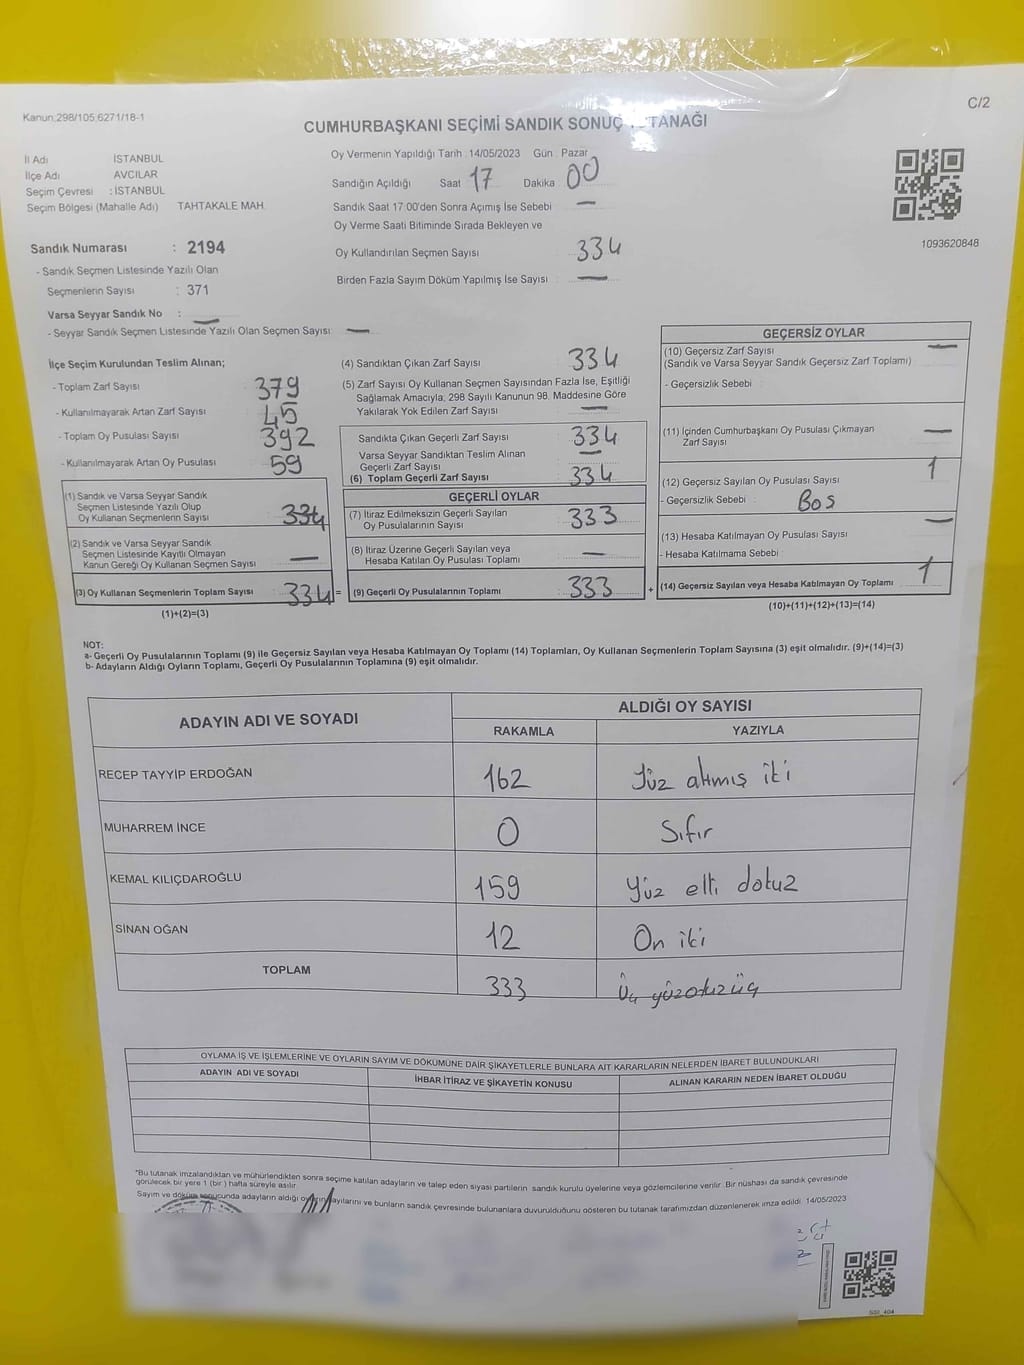 C/2
Kanun:298/105,6271/18-1
CUMHURBAŞKANI SEÇİMİ SANDIK SONUÇ TUTANAĞI
İl Adı İSTANBUL
İlçe Adı AVCILAR
Seçim Çevresi : İSTANBUL
Seçim Bölgesi (Mahalle Adı) TAHTAKALE MAH.
Sandık Numarası : 2194
- Sandık Seçmen Listesinde Yazılı Olan
Seçmenlerin Sayısı : 371
Varsa Seyyar Sandık No : —
- Seyyar Sandık Seçmen Listesinde Yazılı Olan Seçmen Sayısı: —
Oy Vermenin Yapıldığı Tarih :14/05/2023 Gün : Pazar
Sandığın Açıldığı Saat 17 Dakika 00
Sandık Saat 17:00'den Sonra Açımış İse Sebebi —
Oy Verme Saati Bitiminde Sırada Bekleyen ve
Oy Kullandırılan Seçmen Sayısı 334
Birden Fazla Sayım Döküm Yapılmış İse Sayısı : —
1093620848
İlçe Seçim Kurulundan Teslim Alınan;
- Toplam Zarf Sayısı 379
- Kullanılmayarak Artan Zarf Sayısı 45
- Toplam Oy Pusulası Sayısı 392
- Kullanılmayarak Artan Oy Pusulası 59
(1) Sandık ve Varsa Seyyar Sandık
Seçmen Listesinde Yazılı Olup
Oy Kullanan Seçmenlerin Sayısı 334
(2) Sandık ve Varsa Seyyar Sandık
Seçmen Listesinde Kayıtlı Olmayan
Kanun Gereği Oy Kullanan Seçmen Sayısı —
(3) Oy Kullanan Seçmenlerin Toplam Sayısı : 334 =
(1)+(2)=(3)
(4) Sandıktan Çıkan Zarf Sayısı 334
(5) Zarf Sayısı Oy Kullanan Seçmen Sayısından Fazla İse, Eşitliği
Sağlamak Amacıyla; 298 Sayılı Kanunun 98. Maddesine Göre
Yakılarak Yok Edilen Zarf Sayısı —
Sandıkta Çıkan Geçerli Zarf Sayısı 334
Varsa Seyyar Sandıktan Teslim Alınan
Geçerli Zarf Sayısı —
(6) Toplam Geçerli Zarf Sayısı 334
GEÇERLİ OYLAR
(7) İtiraz Edilmeksizin Geçerli Sayılan
Oy Pusulalarının Sayısı 333
(8) İtiraz Üzerine Geçerli Sayılan veya
Hesaba Katılan Oy Pusulası Toplamı —
(9) Geçerli Oy Pusulalarının Toplamı 333 +
GEÇERSİZ OYLAR
(10) Geçersiz Zarf Sayısı —
(Sandık ve Varsa Seyyar Sandık Geçersiz Zarf Toplamı)
- Geçersizlik Sebebi :
(11) İçinden Cumhurbaşkanı Oy Pusulası Çıkmayan
Zarf Sayısı —
(12) Geçersiz Sayılan Oy Pusulası Sayısı 1
- Geçersizlik Sebebi : Boş
(13) Hesaba Katılmayan Oy Pusulası Sayısı —
- Hesaba Katılmama Sebebi :
(14) Geçersiz Sayılan veya Hesaba Katılmayan Oy Toplamı 1
(10)+(11)+(12)+(13)=(14)
NOT:
a- Geçerli Oy Pusulalarının Toplamı (9) ile Geçersiz Sayılan veya Hesaba Katılmayan Oy Toplamı (14) Toplamları, Oy Kullanan Seçmenlerin Toplam Sayısına (3) eşit olmalıdır. (9)+(14)=(3)
b- Adayların Aldığı Oyların Toplamı, Geçerli Oy Pusulalarının Toplamına (9) eşit olmalıdır.
ADAYIN ADI VE SOYADI ALDIĞI OY SAYISI
RAKAMLA YAZIYLA
RECEP TAYYİP ERDOĞAN 162 Yüz altmış iki
MUHARREM İNCE 0 Sıfır
KEMAL KILIÇDAROĞLU 159 Yüz elli dokuz
SİNAN OĞAN 12 On iki
TOPLAM 333 Üç yüzotuzüç
OYLAMA İŞ VE İŞLEMLERİNE VE OYLARIN SAYIM VE DÖKÜMÜNE DAİR ŞİKAYETLERLE BUNLARA AİT KARARLARIN NELERDEN İBARET BULUNDUKLARI
ADAYIN ADI VE SOYADI İHBAR İTİRAZ VE ŞİKAYETİN KONUSU ALINAN KARARIN NEDEN İBARET OLDUĞU
*Bu tutanak imzalandıktan ve mühürlendikten sonra seçime katılan adayların ve talep eden siyasi partilerin sandık kurulu üyelerine veya gözlemcilerine verilir. Bir nüshası da sandık çevresinde
görülecek bir yere 1 (bir ) hafta süreyle asılır.
Sayım ve döküm sonucunda adayların aldığı oyların sayılarını ve bunların sandık çevresinde bulunanlara duyurulduğunu gösteren bu tutanak tarafımızdan düzenlenerek imza edildi. 14/05/2023